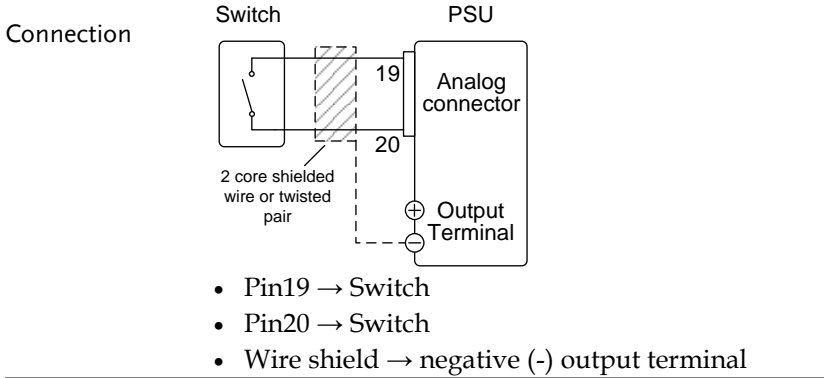 Connection
Switch
PSU
19
Analog
connector
20
2 core shielded
wire or twisted
pair
+
Output
Terminal
−
• Pin19 → Switch
• Pin20 → Switch
• Wire shield → negative (-) output terminal